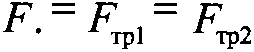 F. = Fтр1 = Fтр2